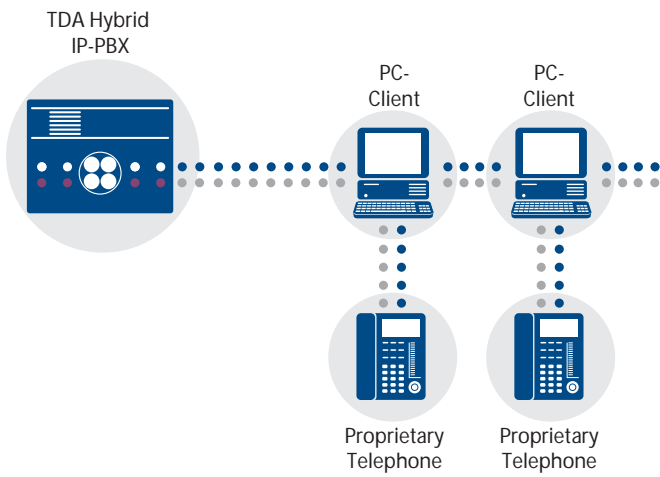 TDA Hybrid
IP-PBX
PC-
Client
PC-
Client
Proprietary
Telephone
Proprietary
Telephone